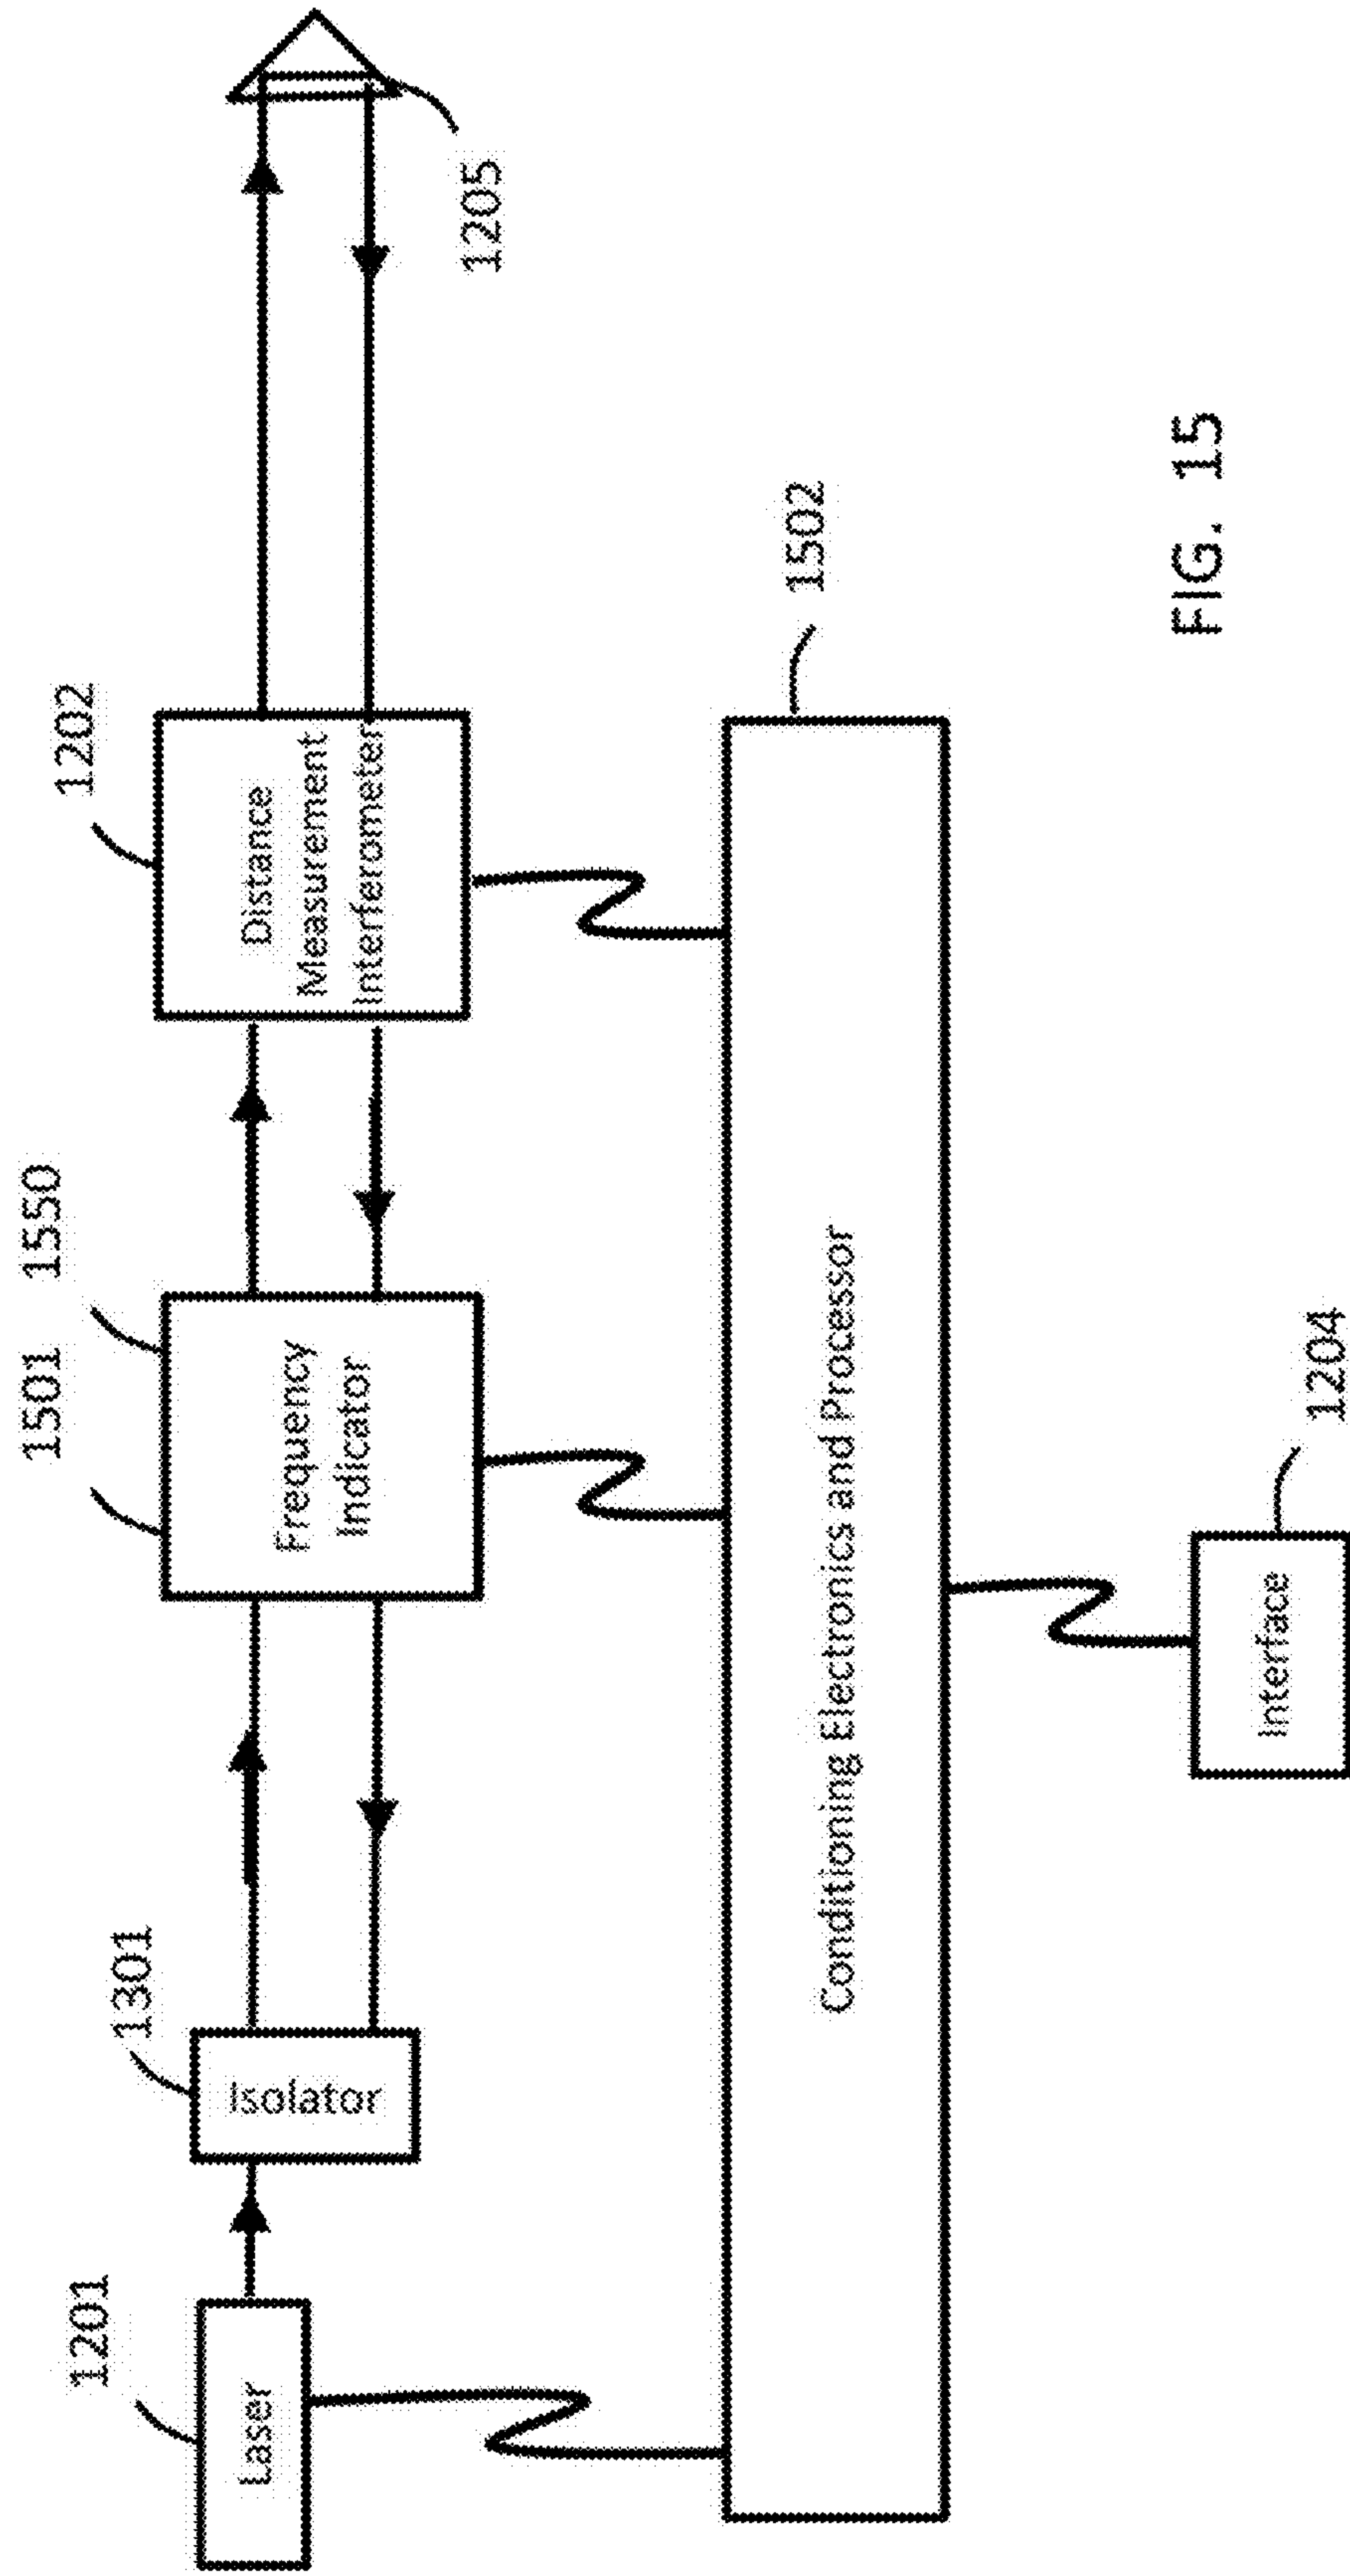 1201
Laser
1301
Isolator
1501
1550
Frequency
Indicator
1202
Distance
Measurement
Interferometer
1205
Conditioning Electronics and Processor
1502
Interface
1204
FIG. 15